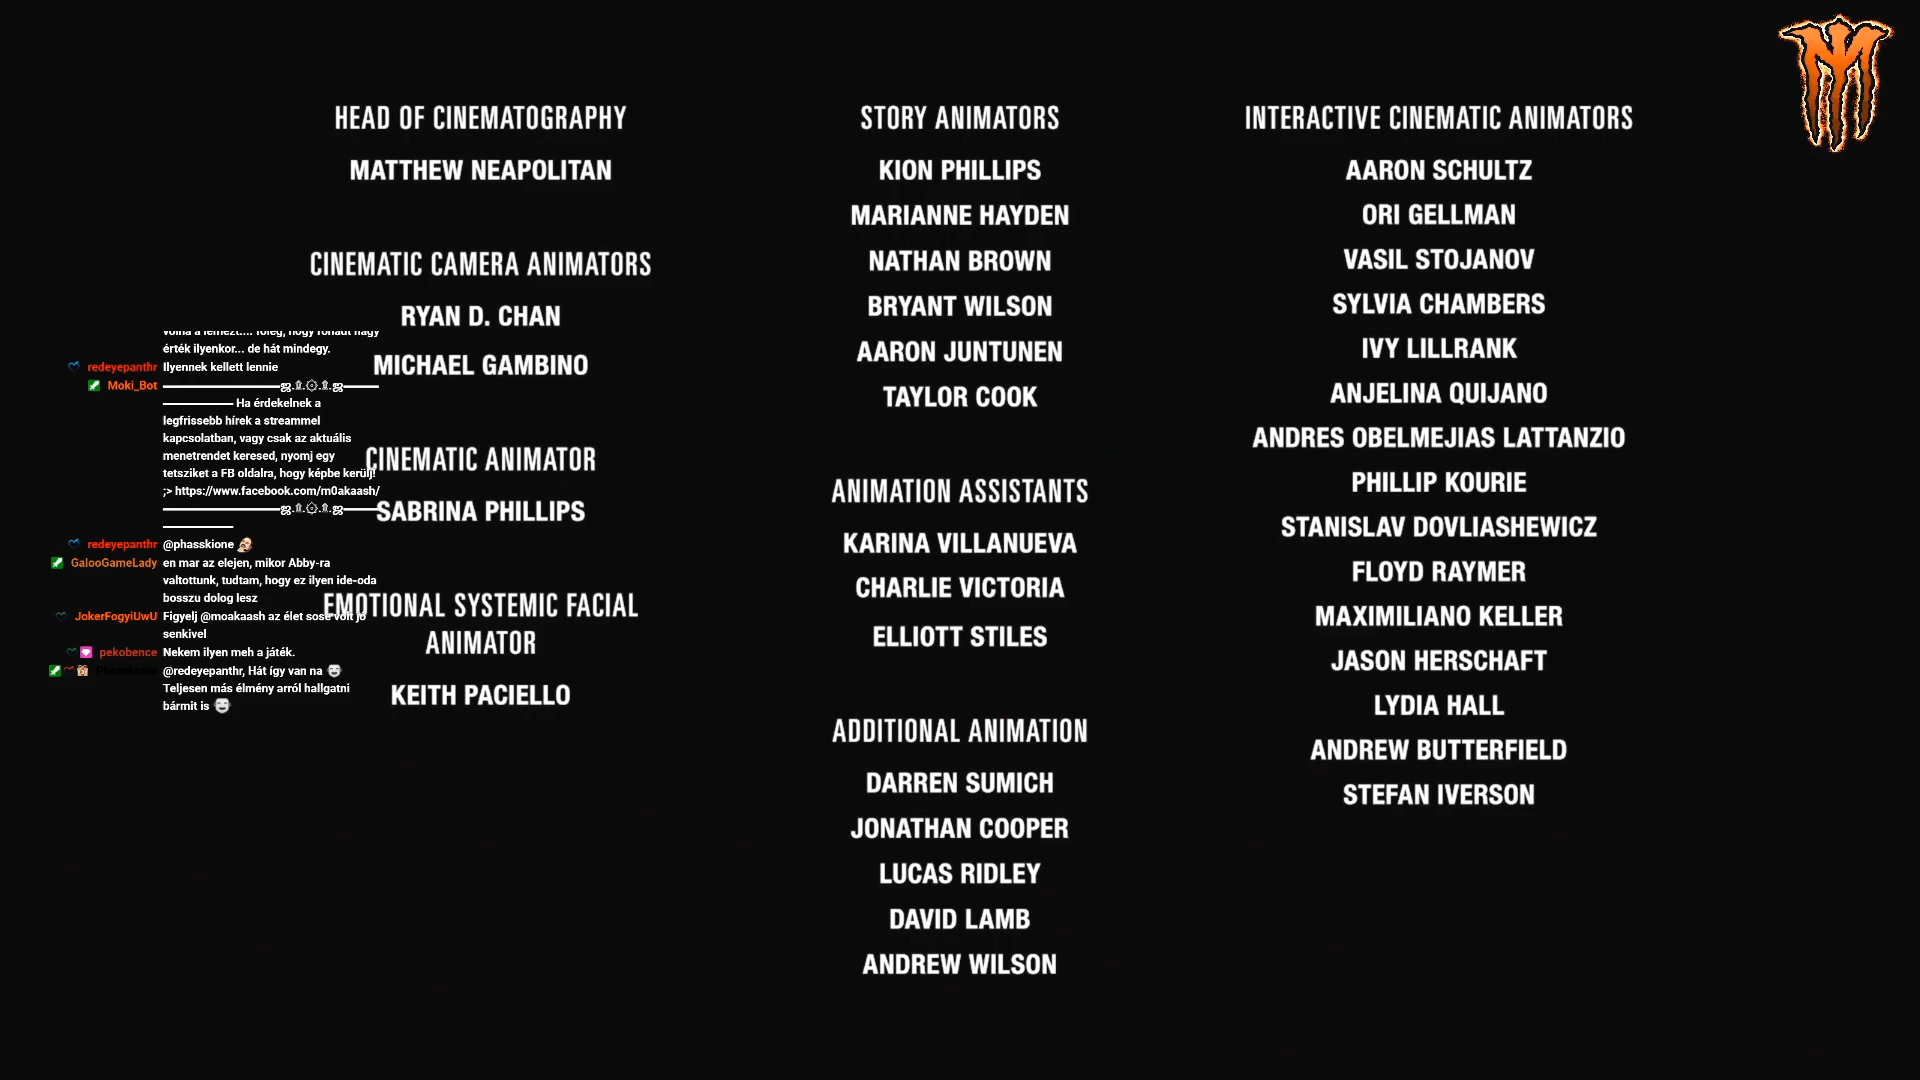 HEAD OF CINEMATOGRAPHY
MATTHEW NEAPOLITAN
CINEMATIC CAMERA ANIMATORS
RYAN D. CHAN
MICHAEL GAMBINO
CINEMATIC ANIMATOR
SABRINA PHILLIPS
EMOTIONAL SYSTEMIC FACIAL
ANIMATOR
KEITH PACIELLO
érték ilyenkor... de hát mindegy.
redeyepanthr Ilyennek kellett lennie
Moki_Bot
Ha érdekelnek a
legfrissebb hírek a streammel
kapcsolatban, vagy csak az aktuális
menetrendet keresed, nyomj egy
tetsziket a FB oldalra, hogy képbe kerülj!
;> https://www.facebook.com/m0akaash/
redeyepanthr @phasskione
GalooGameLady en mar az elejen, mikor Abby-ra
valtottunk, tudtam, hogy ez ilyen ide-oda
bosszu dolog lesz
JokerFogyiUwU Figyelj @moakaash az élet sose volt jó
senkivel
pekobence Nekem ilyen meh a játék.
Phasskione @redeyepanthr, Hát így van na
Teljesen más élmény arról hallgatni
bármit is
STORY ANIMATORS
KION PHILLIPS
MARIANNE HAYDEN
NATHAN BROWN
BRYANT WILSON
AARON JUNTUNEN
TAYLOR COOK
ANIMATION ASSISTANTS
KARINA VILLANUEVA
CHARLIE VICTORIA
ELLIOTT STILES
ADDITIONAL ANIMATION
DARREN SUMICH
JONATHAN COOPER
LUCAS RIDLEY
DAVID LAMB
ANDREW WILSON
INTERACTIVE CINEMATIC ANIMATORS
AARON SCHULTZ
ORI GELLMAN
VASIL STOJANOV
SYLVIA CHAMBERS
IVY LILLRANK
ANJELINA QUIJANO
ANDRES OBELMEJIAS LATTANZIO
PHILLIP KOURIE
STANISLAV DOVLIASHEWICZ
FLOYD RAYMER
MAXIMILIANO KELLER
JASON HERSCHAFT
LYDIA HALL
ANDREW BUTTERFIELD
STEFAN IVERSON